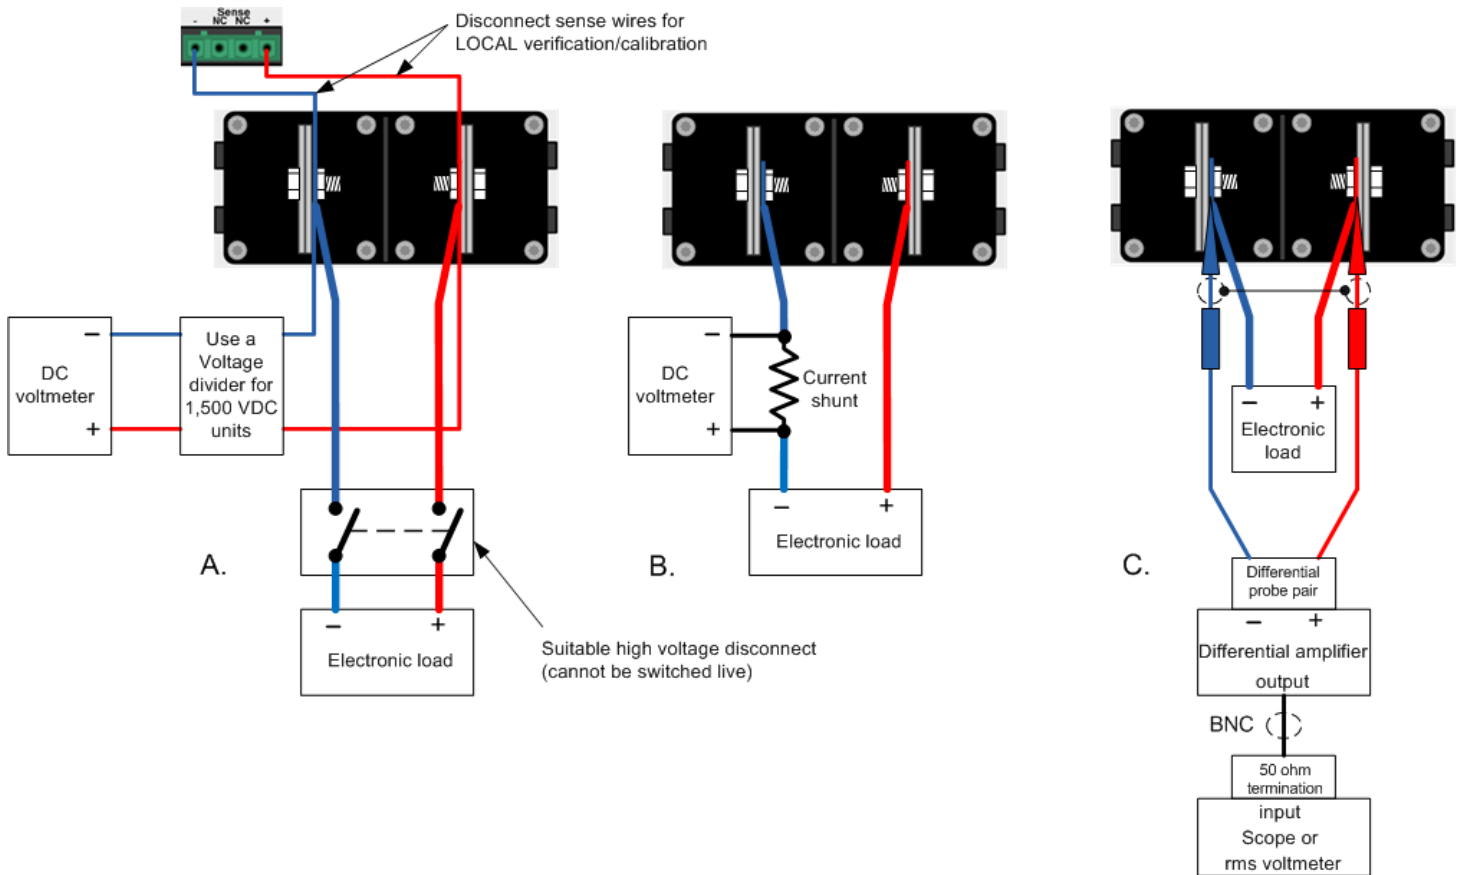 Sense
- NC NC +
Disconnect sense wires for
LOCAL verification/calibration
DC
voltmeter
−
+
Use a
Voltage
divider for
1,500 VDC
units
A.
− +
Electronic load
Suitable high voltage disconnect
(cannot be switched live)
DC
voltmeter
−
+
Current
shunt
B.
− +
Electronic load
− +
Electronic
load
C.
Differential
probe pair
− +
Differential amplifier
output
BNC
50 ohm
termination
input
Scope or
rms voltmeter